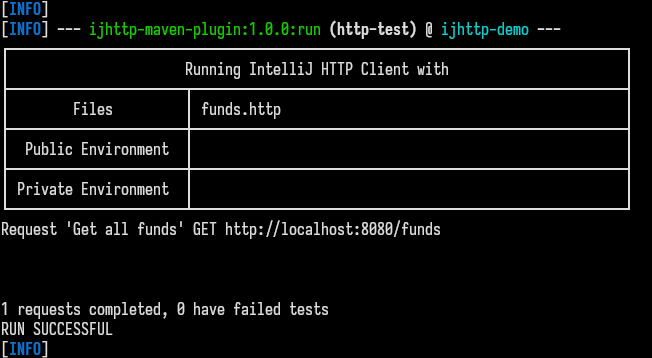 [INFO]
[INFO] --- ijhttp-maven-plugin:1.0.0:run (http-test) @ ijhttp-demo ---
Running IntelliJ HTTP Client with
Files funds.http
Public Environment
Private Environment
Request 'Get all funds' GET http://localhost:8080/funds
1 requests completed, 0 have failed tests
RUN SUCCESSFUL
[INFO]